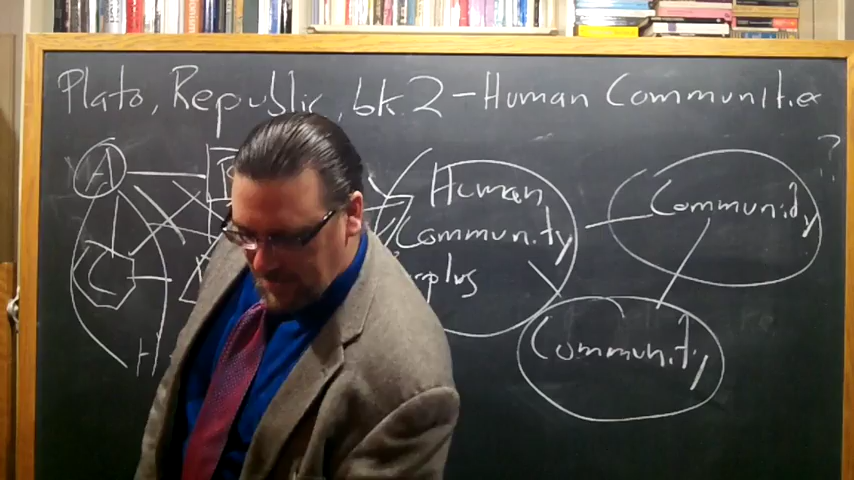 Plato, Republic, bk. 2 - Human Communities
?
A
Human
Community
Community
C
surplus
Community
H